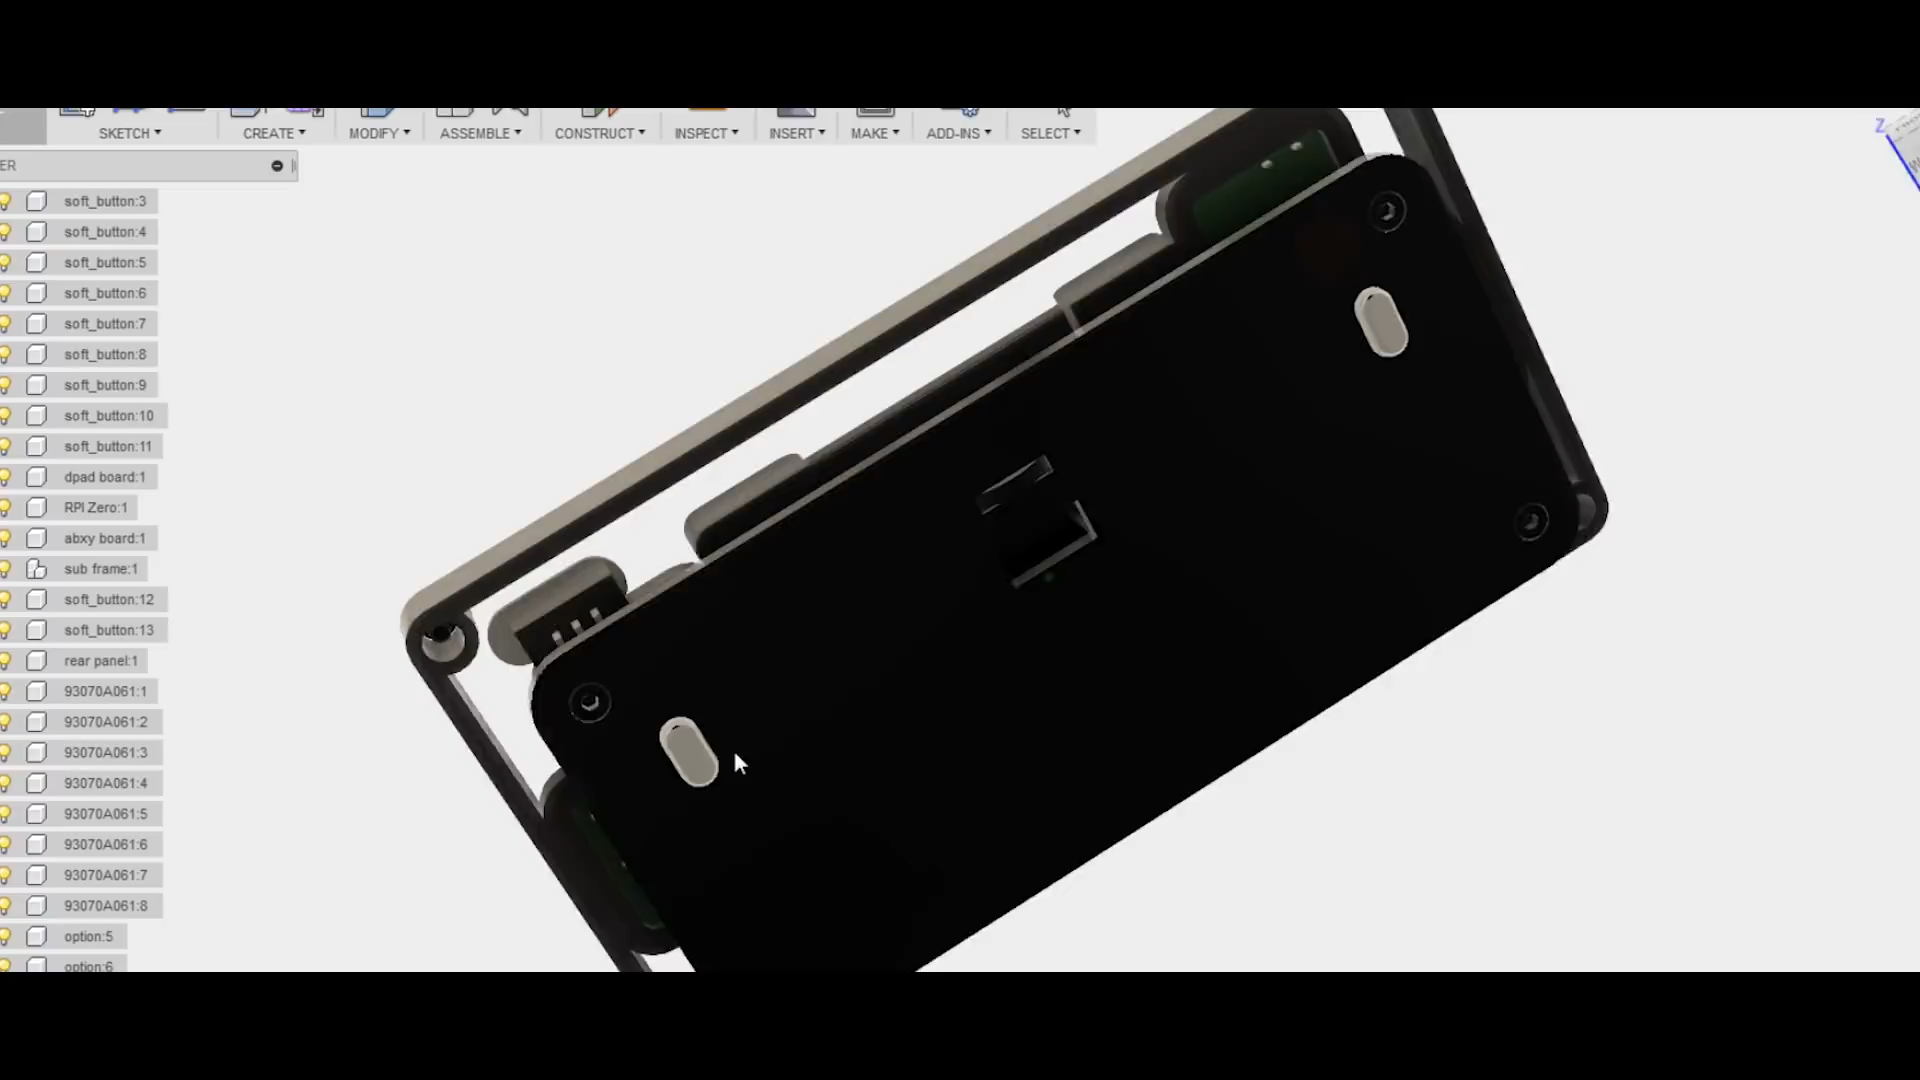 SKETCH CREATE MODIFY ASSEMBLE CONSTRUCT INSPECT INSERT MAKE ADD-INS SELECT
Z
ER
soft_button:3
soft_button:4
soft_button:5
soft_button:6
soft_button:7
soft_button:8
soft_button:9
soft_button:10
soft_button:11
dpad board:1
RPI Zero:1
abxy board:1
sub frame:1
soft_button:12
soft_button:13
rear panel:1
93070A061:1
93070A061:2
93070A061:3
93070A061:4
93070A061:5
93070A061:6
93070A061:7
93070A061:8
option:5
option:6